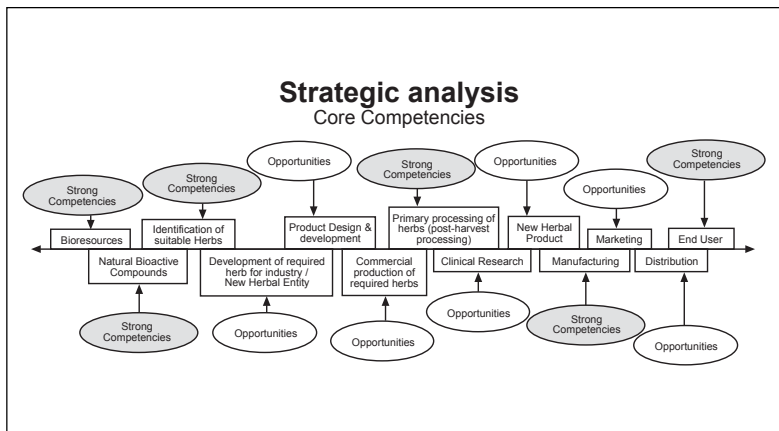 Strategic analysis
Core Competencies
Opportunities
Strong
Competencies
Opportunities
Strong
Competencies
Strong
Competencies
Strong
Competencies
Opportunities
Bioresources
Identification of
suitable Herbs
Product Design &
development
Primary processing of
herbs (post-harvest
processing)
New Herbal
Product
Marketing
End User
Natural Bioactive
Compounds
Development of required
herb for industry /
New Herbal Entity
Commercial
production of
required herbs
Clinical Research
Manufacturing
Distribution
Strong
Competencies
Opportunities
Opportunities
Opportunities
Strong
Competencies
Opportunities